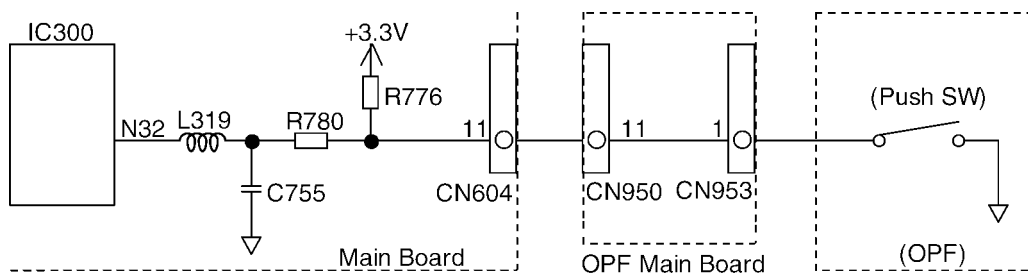 IC300
+3.3V
R776
(Push SW)
N32
L319
R780
11
11
1
C755
CN604
CN950
CN953
Main Board
OPF Main Board
(OPF)